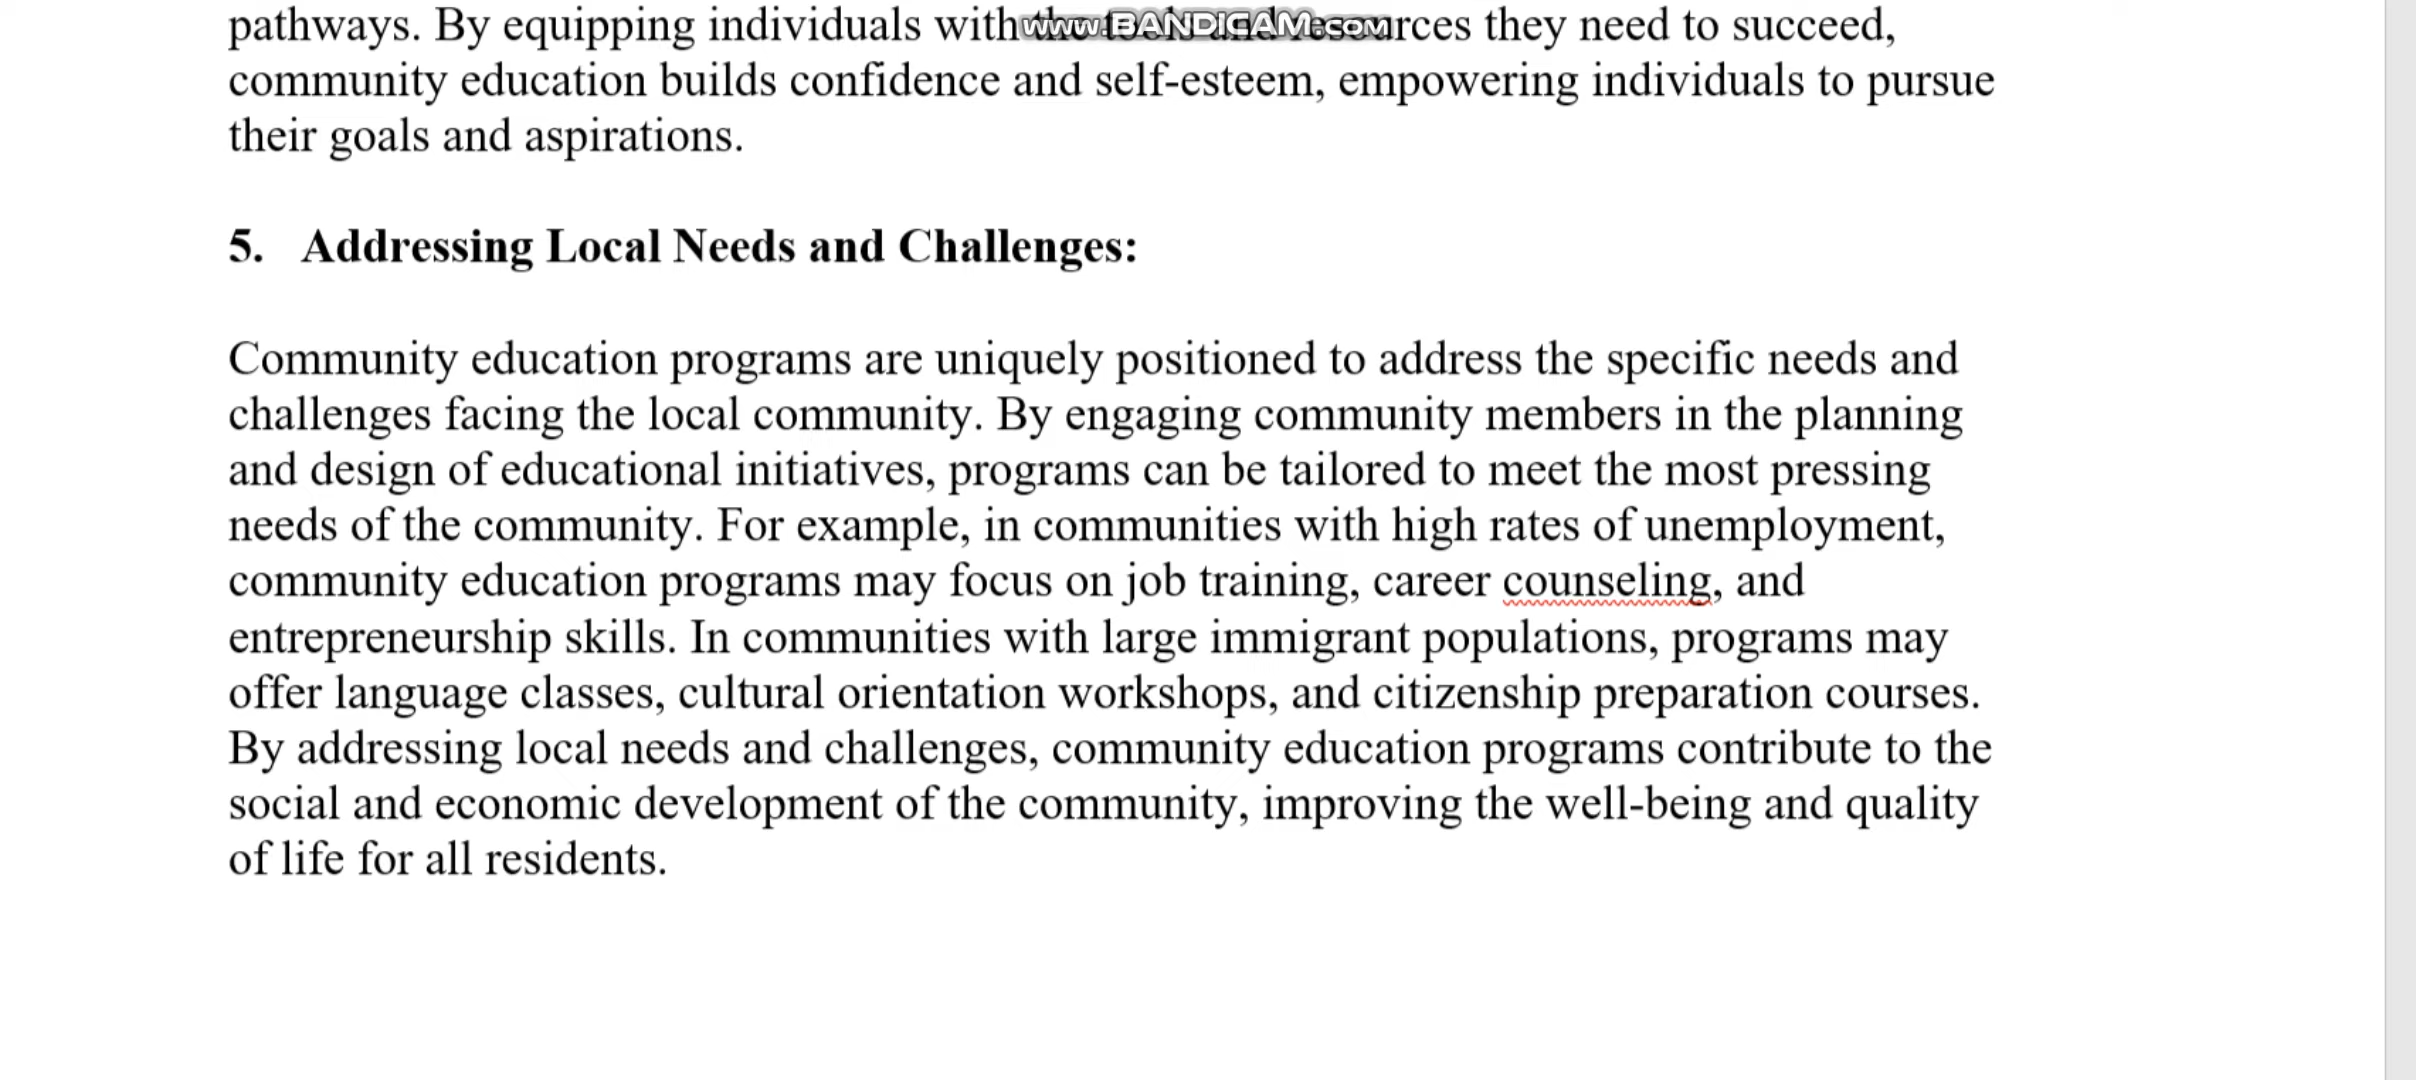 pathways. By equipping individuals with the tools and resources they need to succeed,
www.BANDICAM.com
community education builds confidence and self-esteem, empowering individuals to pursue
their goals and aspirations.
5. Addressing Local Needs and Challenges:
Community education programs are uniquely positioned to address the specific needs and
challenges facing the local community. By engaging community members in the planning
and design of educational initiatives, programs can be tailored to meet the most pressing
needs of the community. For example, in communities with high rates of unemployment,
community education programs may focus on job training, career counseling, and
entrepreneurship skills. In communities with large immigrant populations, programs may
offer language classes, cultural orientation workshops, and citizenship preparation courses.
By addressing local needs and challenges, community education programs contribute to the
social and economic development of the community, improving the well-being and quality
of life for all residents.